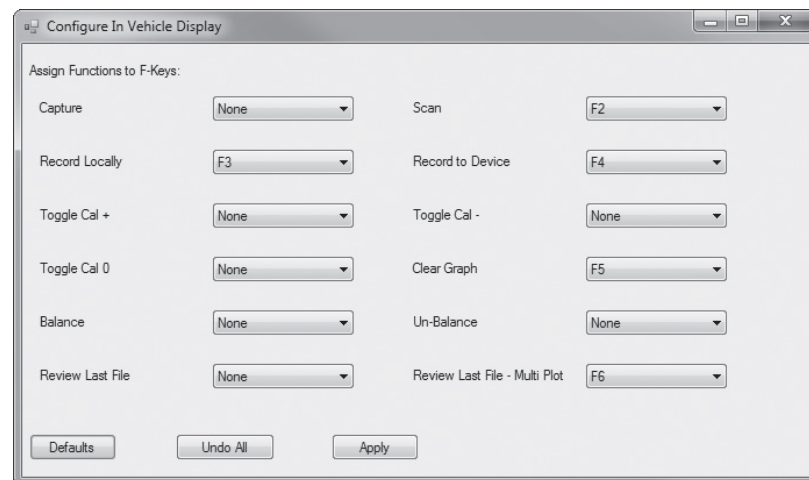 Configure In Vehicle Display
Assign Functions to F-Keys:
Capture None Scan F2
Record Locally F3 Record to Device F4
Toggle Cal + None Toggle Cal - None
Toggle Cal 0 None Clear Graph F5
Balance None Un-Balance None
Review Last File None Review Last File - Multi Plot F6
Defaults Undo All Apply